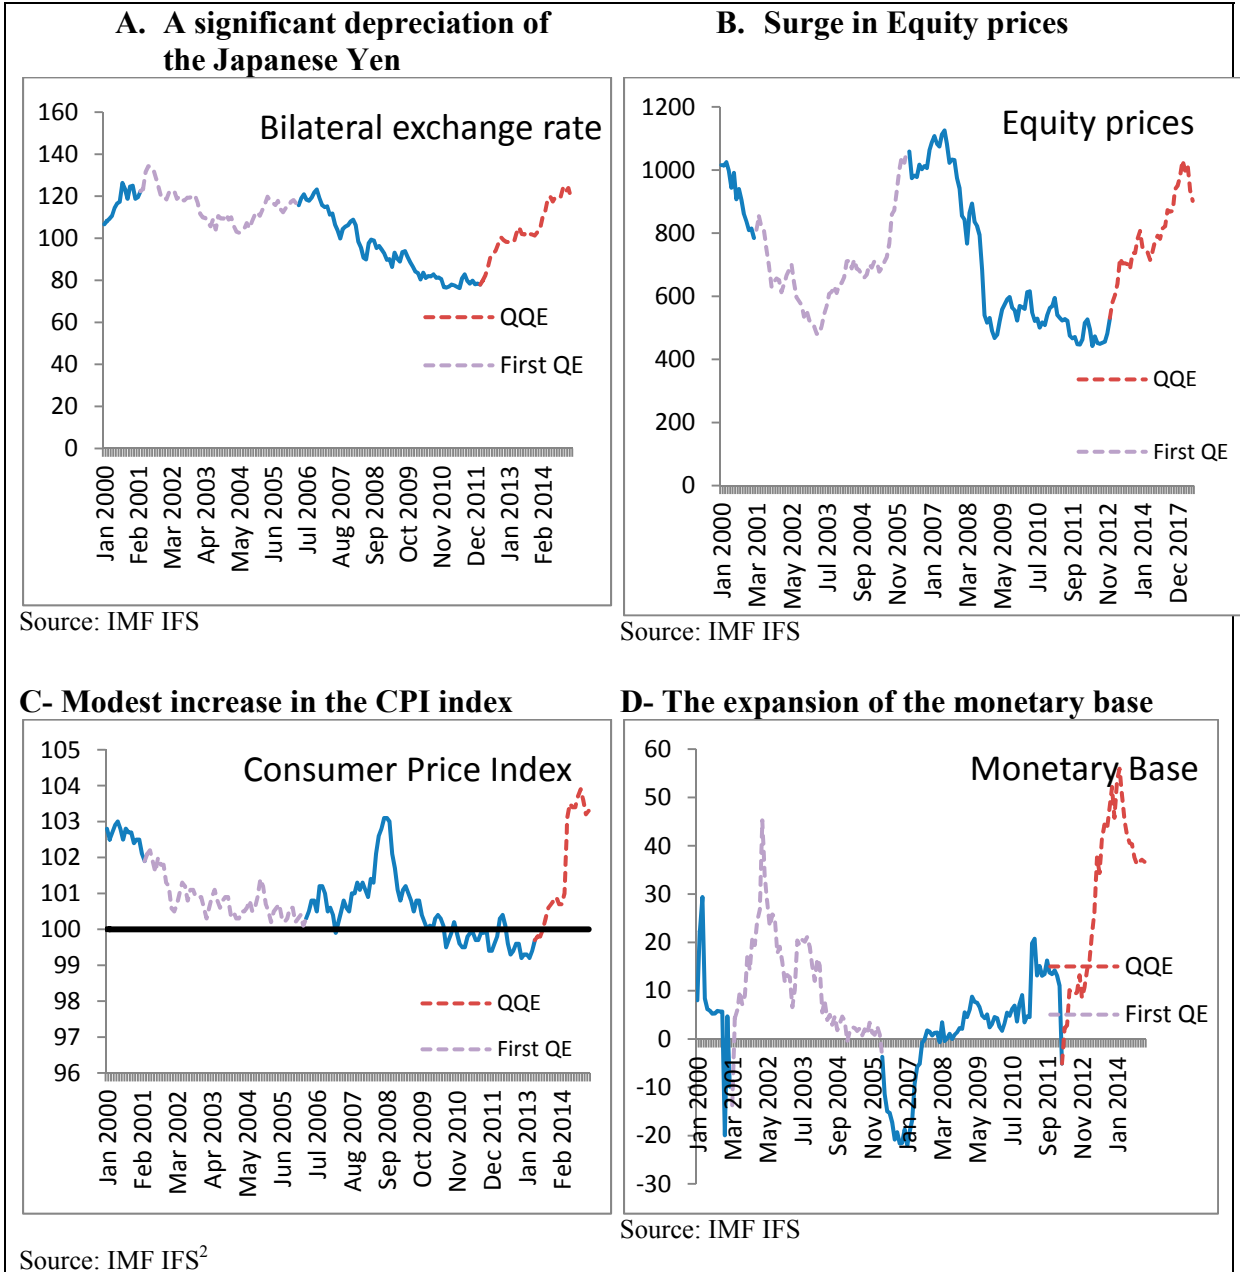 A. A significant depreciation of
the Japanese Yen
Bilateral exchange rate
160
140
120
100
80
60
40
20
0
QQE
First QE
Jan 2000
Feb 2001
Mar 2002
Apr 2003
May 2004
Jun 2005
Jul 2006
Aug 2007
Sep 2008
Oct 2009
Nov 2010
Dec 2011
Jan 2013
Feb 2014
Source: IMF IFS
B. Surge in Equity prices
Equity prices
1200
1000
800
600
400
200
0
QQE
First QE
Jan 2000
Mar 2001
May 2002
Jul 2003
Sep 2004
Nov 2005
Jan 2007
Mar 2008
May 2009
Jul 2010
Sep 2011
Nov 2012
Jan 2014
Dec 2017
Source: IMF IFS
C- Modest increase in the CPI index
Consumer Price Index
105
104
103
102
101
100
99
98
97
96
QQE
First QE
Jan 2000
Feb 2001
Mar 2002
Apr 2003
May 2004
Jun 2005
Jul 2006
Aug 2007
Sep 2008
Oct 2009
Nov 2010
Dec 2011
Jan 2013
Feb 2014
Source: IMF IFS2
D- The expansion of the monetary base
Monetary Base
60
50
40
30
20
10
0
-10
-20
-30
QQE
First QE
Jan 2000
Mar 2001
May 2002
Jul 2003
Sep 2004
Nov 2005
Jan 2007
Mar 2008
May 2009
Jul 2010
Sep 2011
Nov 2012
Jan 2014
Source: IMF IFS